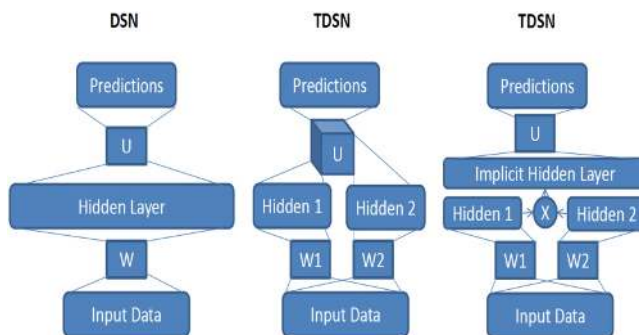 DSN
TDSN
TDSN
Predictions
Predictions
Predictions
U
U
U
Implicit Hidden Layer
Hidden Layer
Hidden 1
Hidden 2
Hidden 1
X
Hidden 2
W
W1
W2
W1
W2
Input Data
Input Data
Input Data